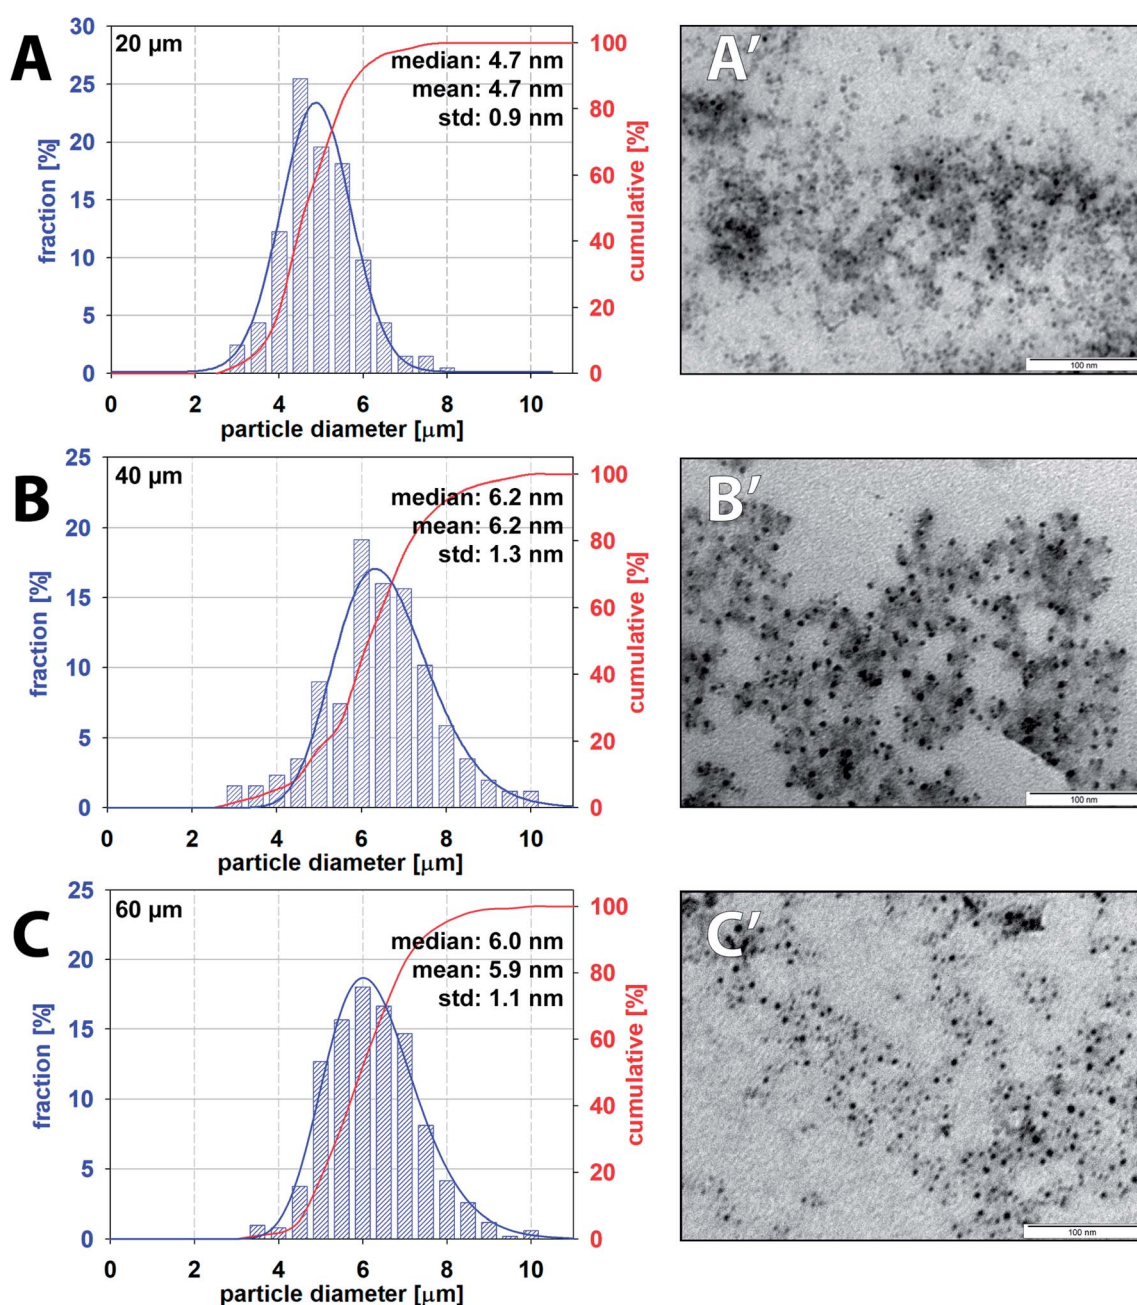 A
20 µm
median: 4.7 nm
mean: 4.7 nm
std: 0.9 nm
fraction [%]
30
25
20
15
10
5
0
cumulative [%]
100
80
60
40
20
0
0 2 4 6 8 10
particle diameter [µm]
A'
100 nm
B
40 µm
median: 6.2 nm
mean: 6.2 nm
std: 1.3 nm
fraction [%]
25
20
15
10
5
0
cumulative [%]
100
80
60
40
20
0
0 2 4 6 8 10
particle diameter [µm]
B'
100 nm
C
60 µm
median: 6.0 nm
mean: 5.9 nm
std: 1.1 nm
fraction [%]
25
20
15
10
5
0
cumulative [%]
100
80
60
40
20
0
0 2 4 6 8 10
particle diameter [µm]
C'
100 nm